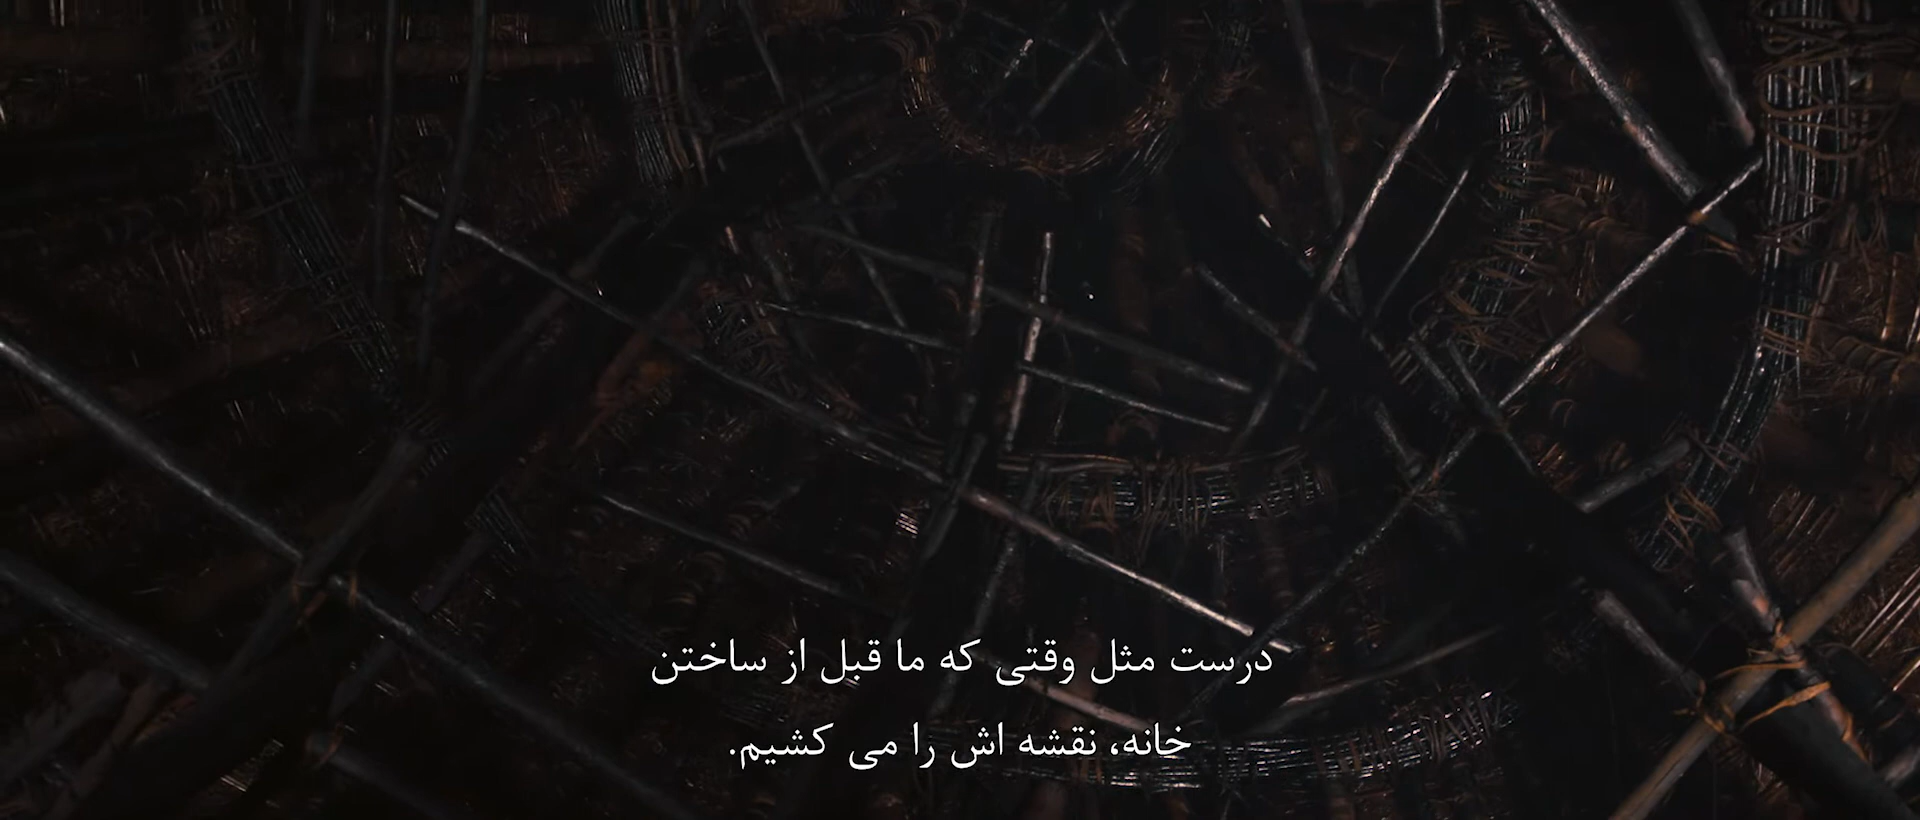 درست مثل وقتی که ما قبل از ساختن
خانه، نقشه اش را می کشیم.